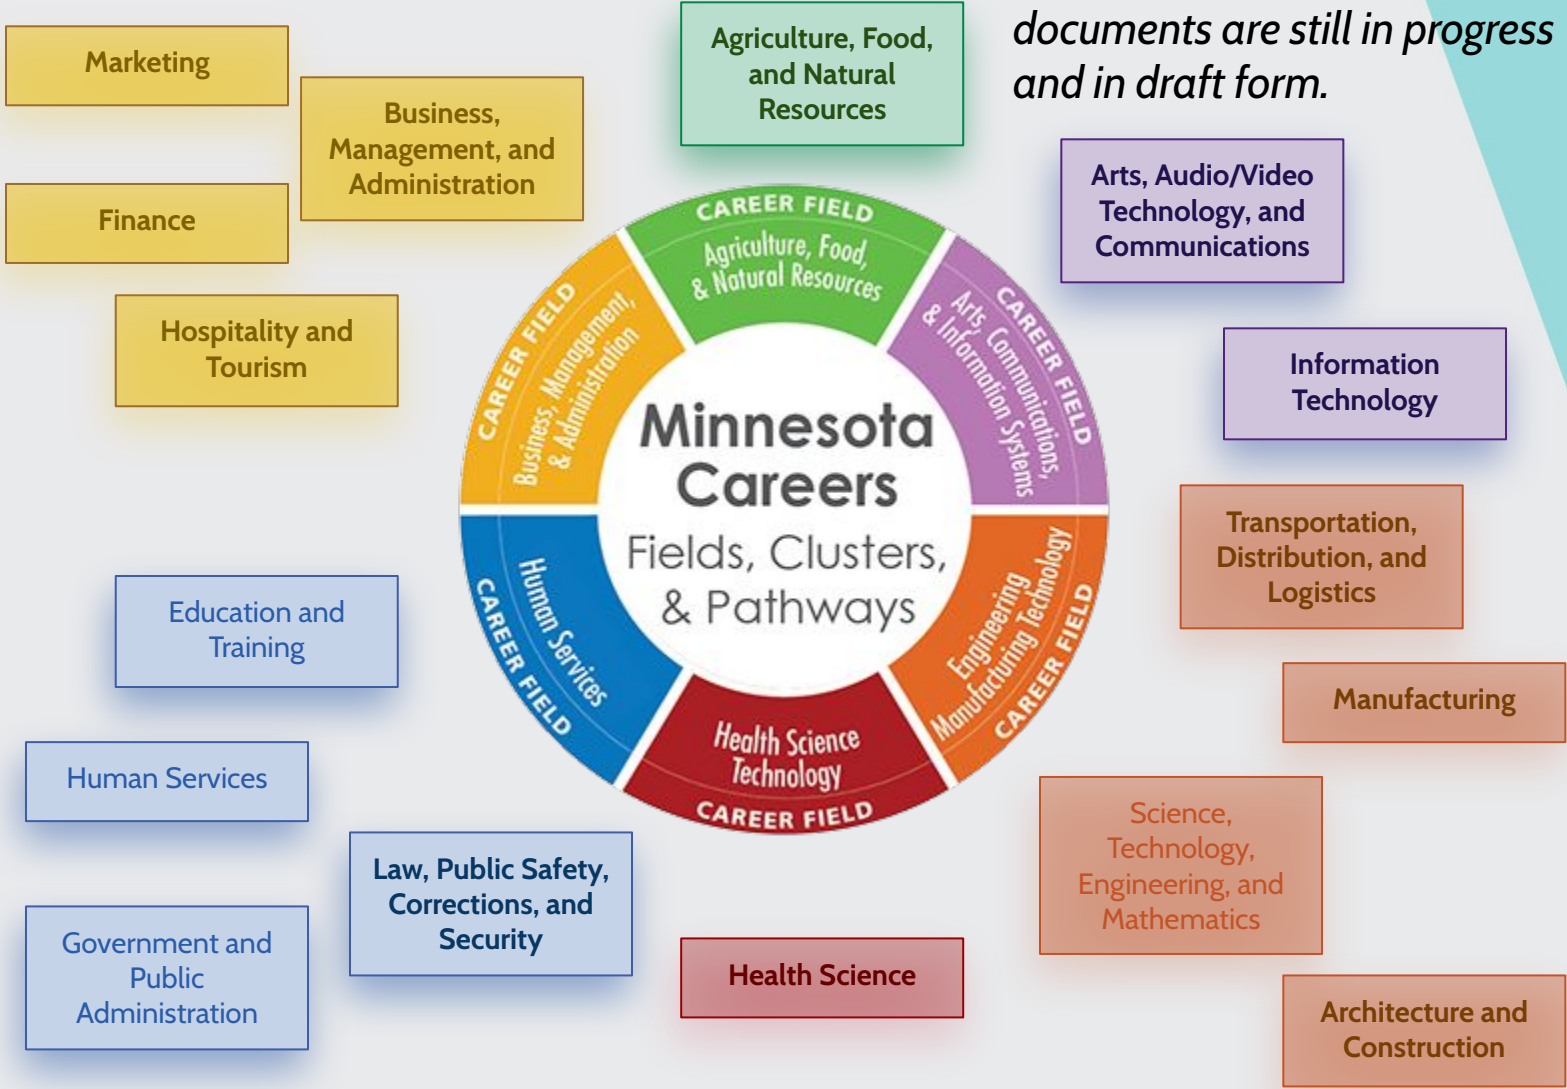 documents are still in progress
and in draft form.
Marketing
Business,
Management, and
Administration
Finance
Hospitality and
Tourism
Agriculture, Food,
and Natural
Resources
Arts, Audio/Video
Technology, and
Communications
Information
Technology
Transportation,
Distribution, and
Logistics
Manufacturing
Science,
Technology,
Engineering, and
Mathematics
Architecture and
Construction
Health Science
Law, Public Safety,
Corrections, and
Security
Government and
Public
Administration
Human Services
Education and
Training
CAREER FIELD
Agriculture, Food,
& Natural Resources
CAREER FIELD
Arts, Communications,
& Information Systems
CAREER FIELD
Engineering
Manufacturing Technology
CAREER FIELD
Health Science
Technology
CAREER FIELD
Human Services
CAREER FIELD
Business, Management,
& Administration
Minnesota
Careers
Fields, Clusters,
& Pathways